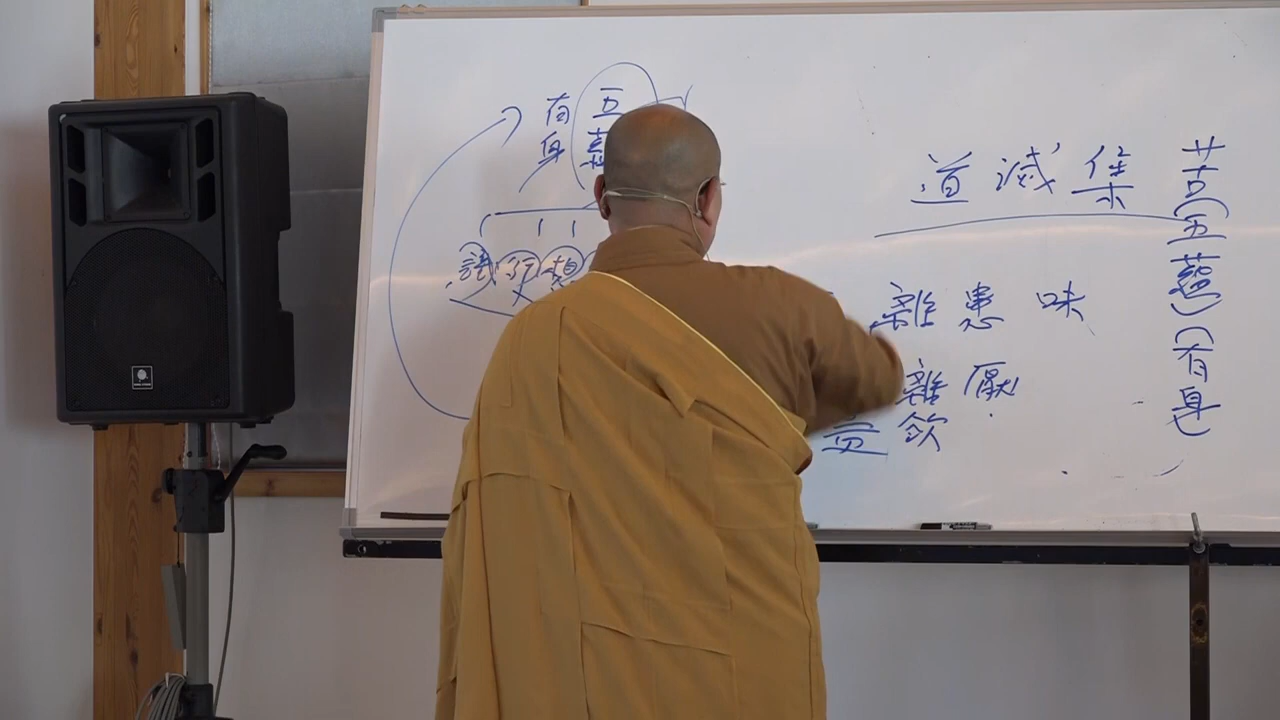 苦(五蘊)(有身)
集
滅
道
味
患
離
厭
離欲
五蘊
有身
想
行
識